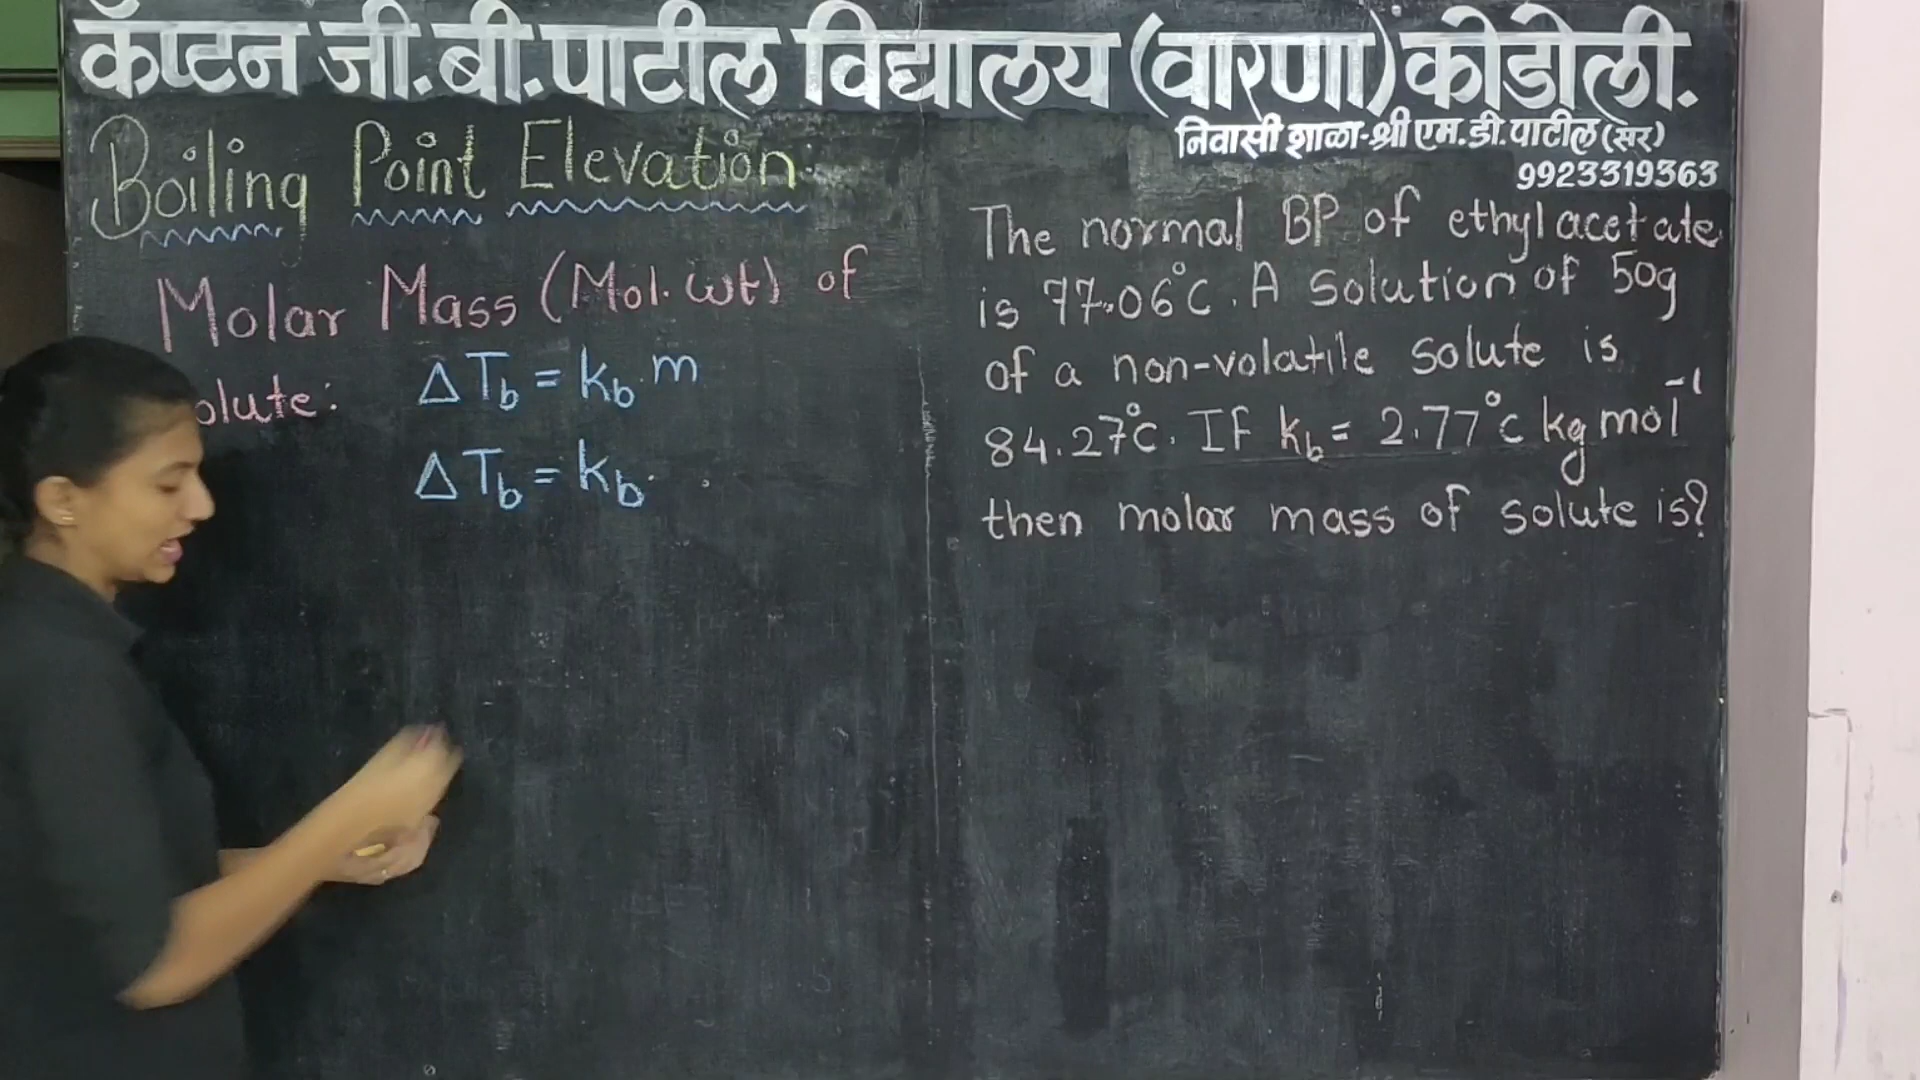 कॅप्टन जी.बी.पाटील विद्यालय (वारणा) कोडोली.
निवासी शाळा-श्री एम.डी.पाटील (सर)
9923319363
Boiling Point Elevation.
Molar Mass (Mol. wt) of
olute:
ΔTb = kb.m
ΔTb = kb.
The normal BP of ethyl acetate
is 77.06°C. A solution of 50g
of a non-volatile solute is
84.27°C. If kb = 2.77°c kg mol⁻¹
then molar mass of solute is?